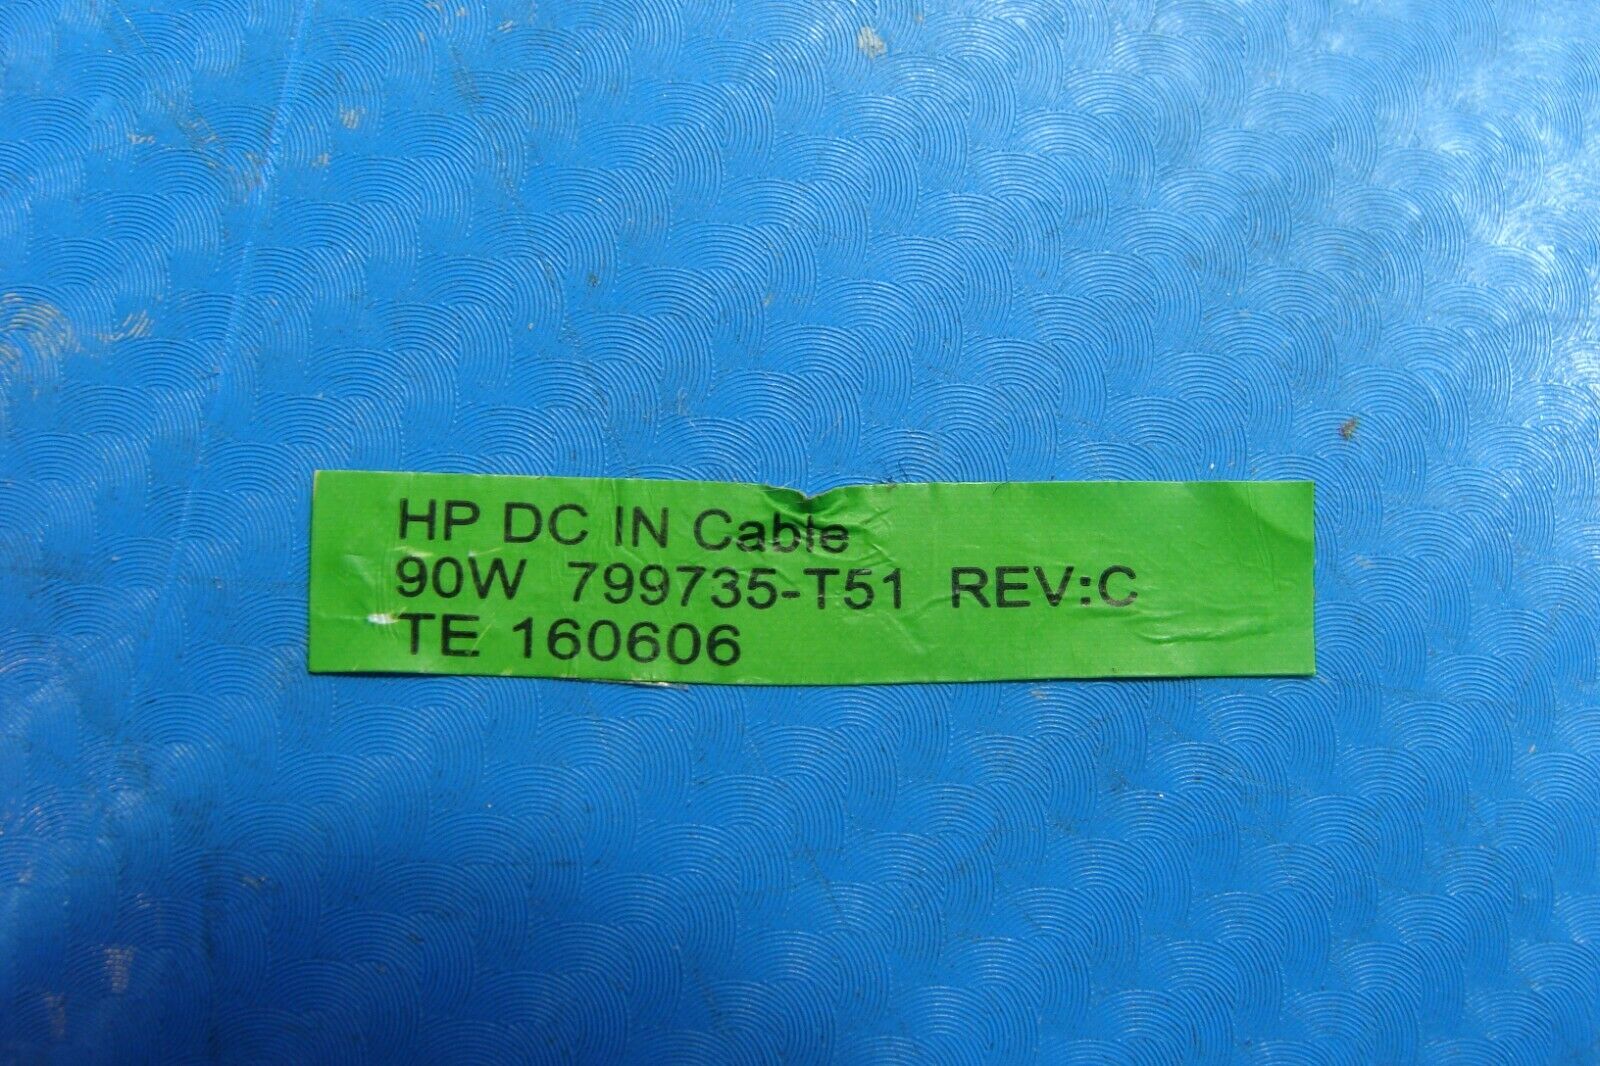 HP DC IN Cable
90W 799735-T51 REV:C
TE 160606